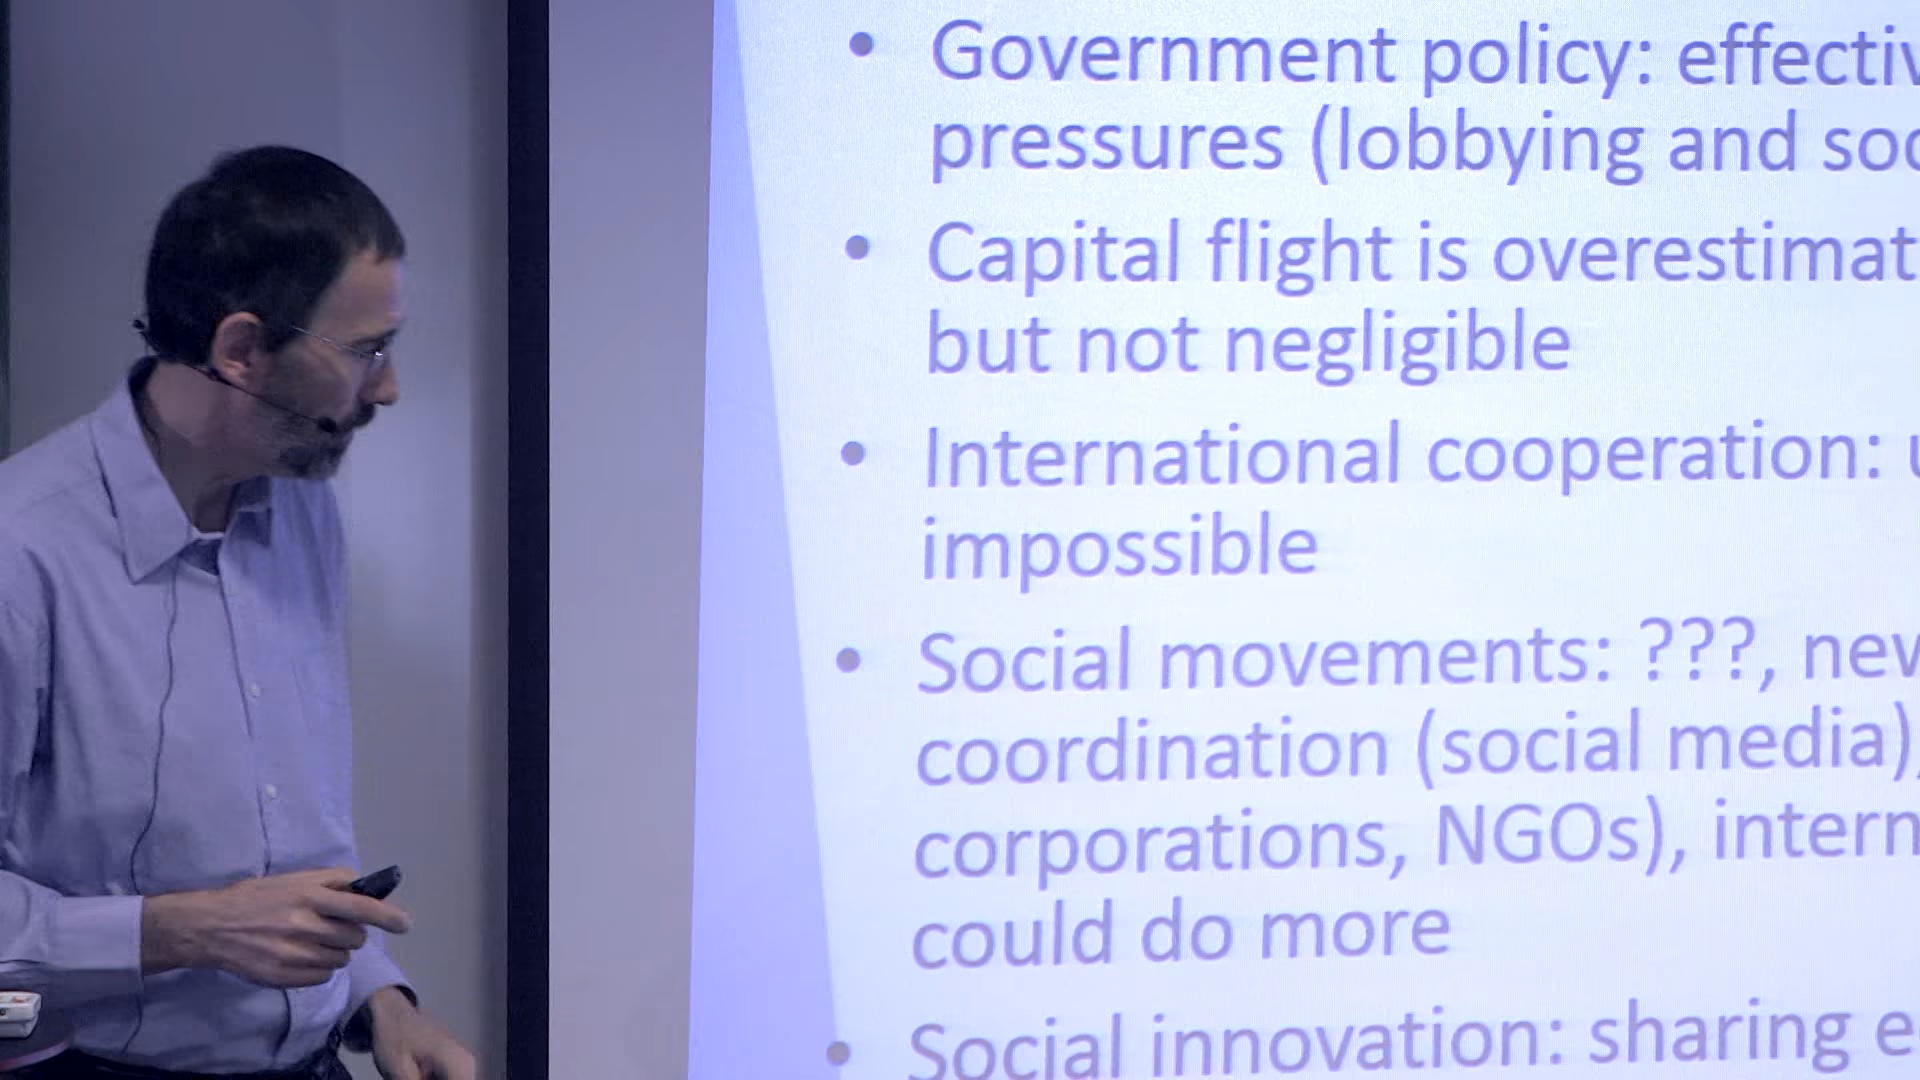 • Government policy: effectiv
pressures (lobbying and soc
• Capital flight is overestimat
but not negligible
• International cooperation: u
impossible
• Social movements: ???, new
coordination (social media),
corporations, NGOs), intern
could do more
• Social innovation: sharing e